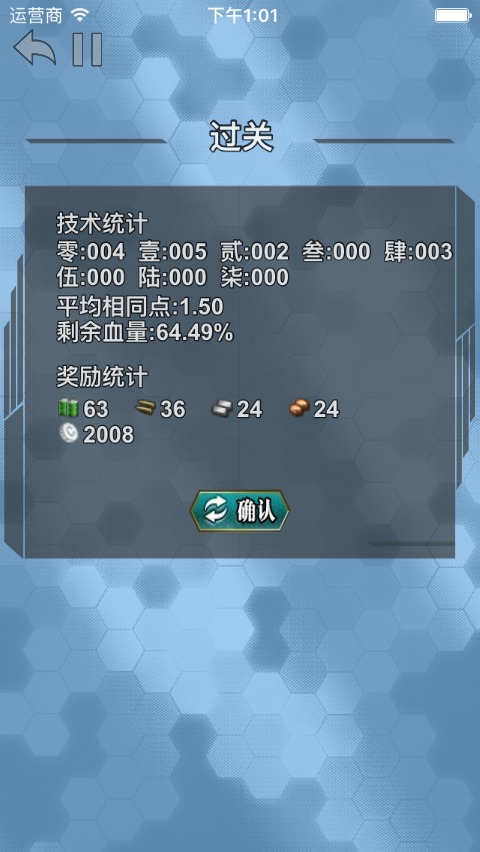 运营商 下午1:01
过关
技术统计
零:004 壹:005 贰:002 叁:000 肆:003
伍:000 陆:000 柒:000
平均相同点:1.50
剩余血量:64.49%
奖励统计
63 36 24 24
2008
确认